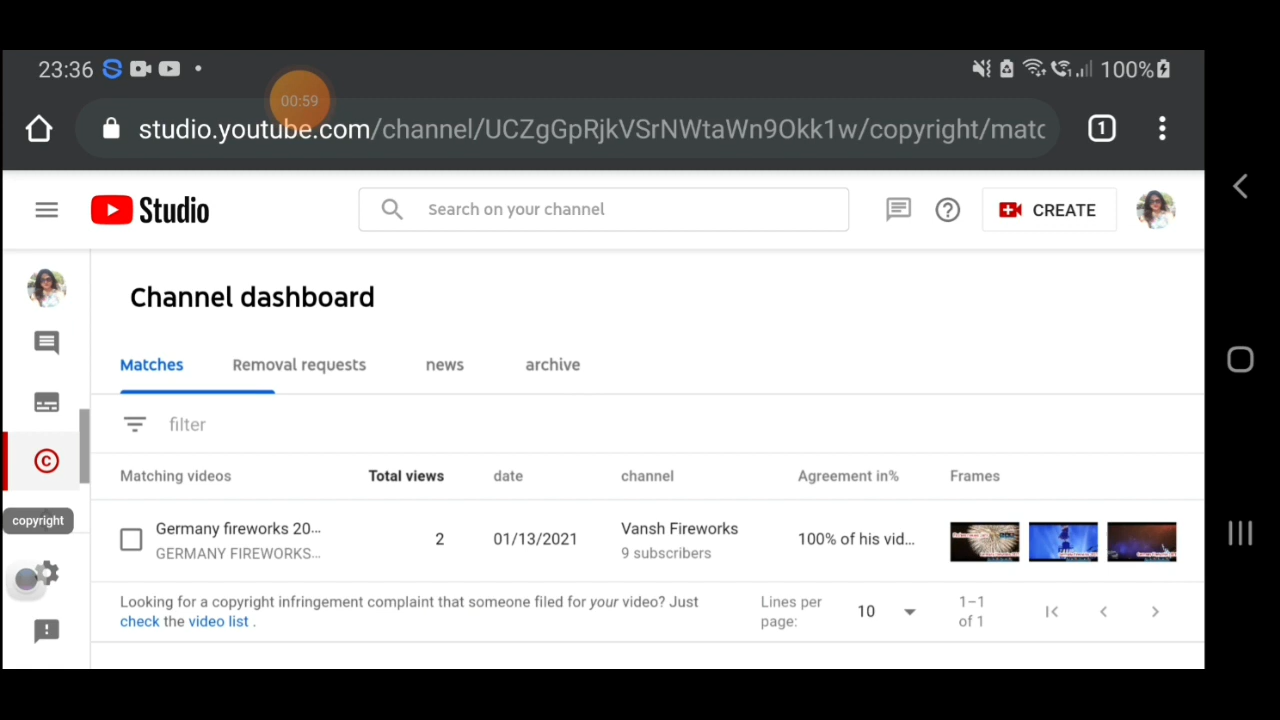 23:36
100%
00:59
studio.youtube.com/channel/UCZgGpRjkVSrNWtaWn9Okk1w/copyright/matc
1
Studio
Search on your channel
CREATE
Channel dashboard
Matches Removal requests news archive
filter
Matching videos Total views date channel Agreement in% Frames
Germany fireworks 20... 2 01/13/2021 Vansh Fireworks 100% of his vid...
GERMANY FIREWORKS... 9 subscribers
copyright
Looking for a copyright infringement complaint that someone filed for your video? Just
check the video list .
Lines per
page:
10
1–1
of 1